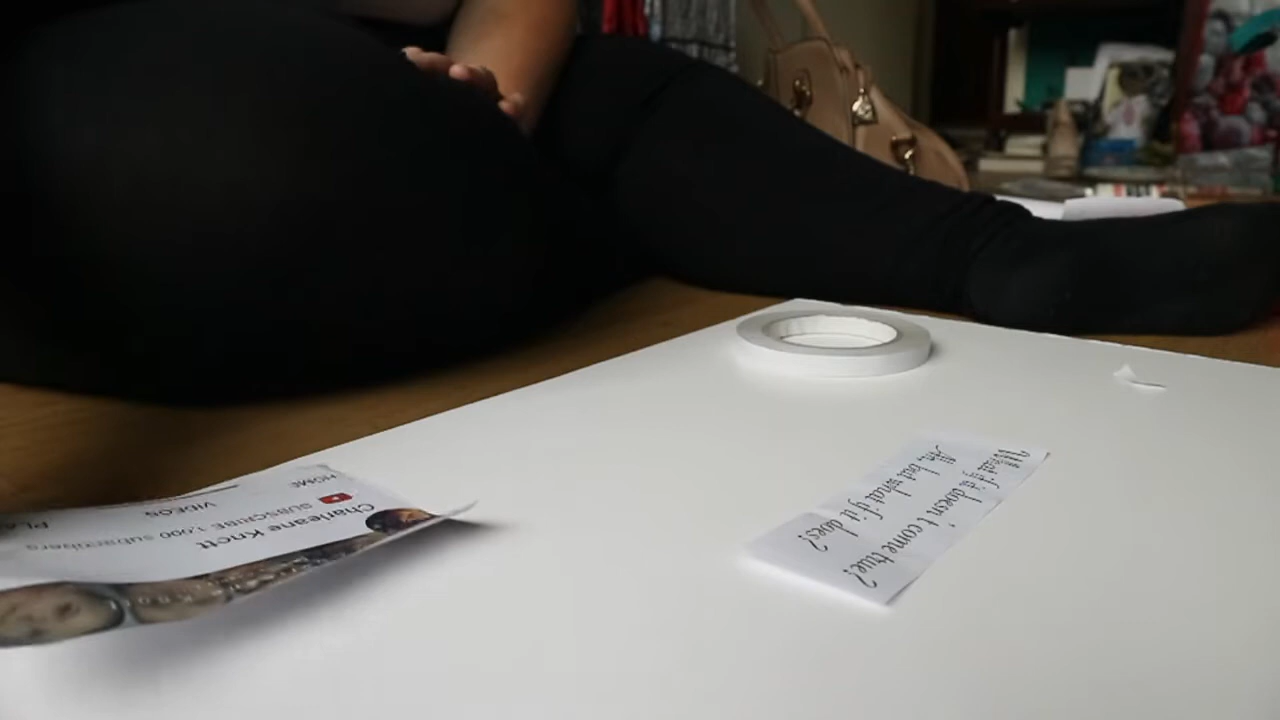 What if it doesn't come true?
Ah, but what if it does?
Charleane Knott
SUBSCRIBE 1,000 subscribers
HOME
VIDEOS